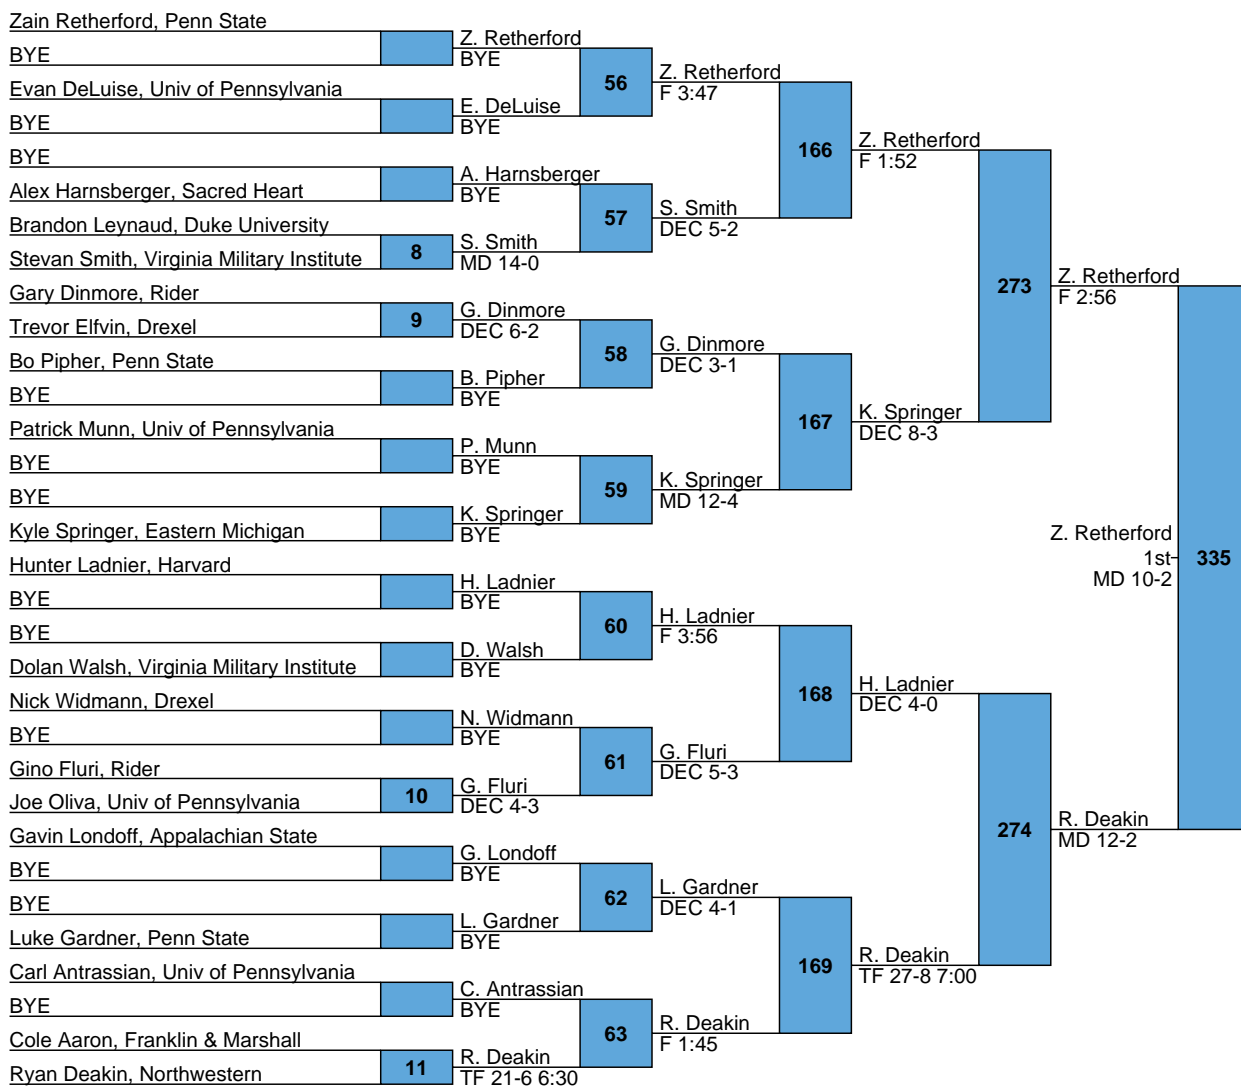 Zain Retherford, Penn State
Z. Retherford
BYE
BYE
56
Z. Retherford
F 3:47
Evan DeLuise, Univ of Pennsylvania
E. DeLuise
BYE
BYE
166
Z. Retherford
F 1:52
BYE
A. Harnsberger
BYE
Alex Harnsberger, Sacred Heart
57
S. Smith
DEC 5-2
Brandon Leynaud, Duke University
8
S. Smith
MD 14-0
Stevan Smith, Virginia Military Institute
273
Z. Retherford
F 2:56
Gary Dinmore, Rider
9
G. Dinmore
DEC 6-2
Trevor Elfvin, Drexel
58
G. Dinmore
DEC 3-1
Bo Pipher, Penn State
B. Pipher
BYE
BYE
167
K. Springer
DEC 8-3
Patrick Munn, Univ of Pennsylvania
P. Munn
BYE
BYE
59
K. Springer
MD 12-4
BYE
K. Springer
BYE
Kyle Springer, Eastern Michigan
Z. Retherford
1st
MD 10-2
335
Hunter Ladnier, Harvard
H. Ladnier
BYE
BYE
60
H. Ladnier
F 3:56
BYE
D. Walsh
BYE
Dolan Walsh, Virginia Military Institute
168
H. Ladnier
DEC 4-0
Nick Widmann, Drexel
N. Widmann
BYE
BYE
61
G. Fluri
DEC 5-3
Gino Fluri, Rider
10
G. Fluri
DEC 4-3
Joe Oliva, Univ of Pennsylvania
274
R. Deakin
MD 12-2
Gavin Londoff, Appalachian State
G. Londoff
BYE
BYE
62
L. Gardner
DEC 4-1
BYE
L. Gardner
BYE
Luke Gardner, Penn State
169
R. Deakin
TF 27-8 7:00
Carl Antrassian, Univ of Pennsylvania
C. Antrassian
BYE
BYE
63
R. Deakin
F 1:45
Cole Aaron, Franklin & Marshall
11
R. Deakin
TF 21-6 6:30
Ryan Deakin, Northwestern